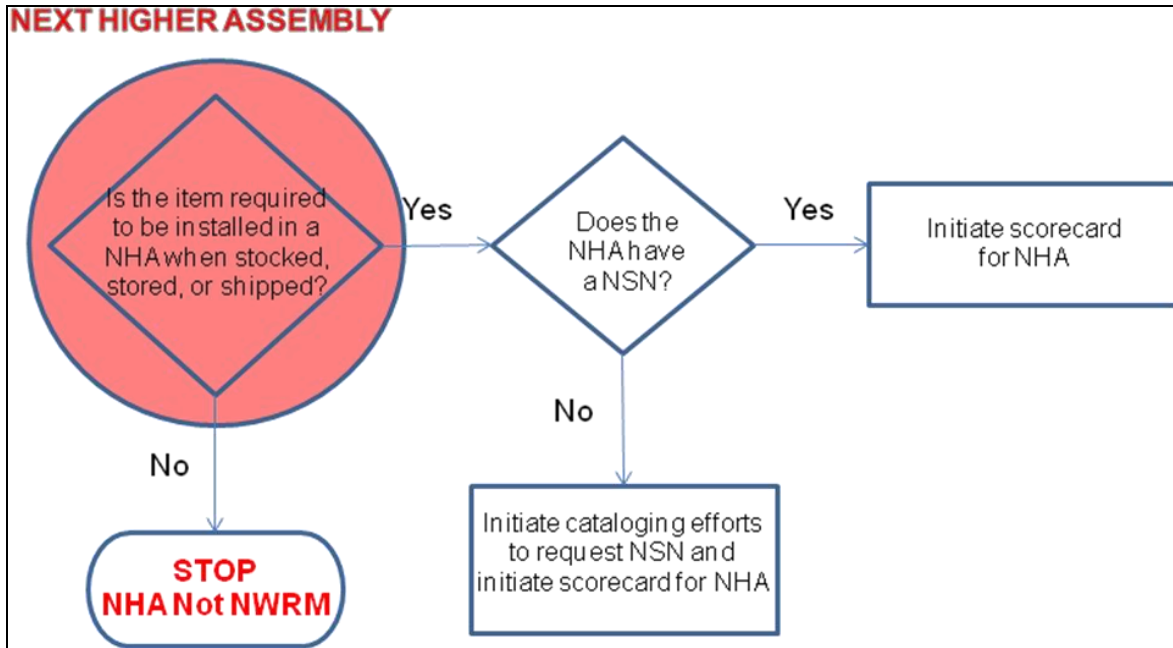 NEXT HIGHER ASSEMBLY
Is the item required
to be installed in a
NHA when stocked,
stored, or shipped?
Yes
Does the
NHA have
a NSN?
Yes
Initiate scorecard
for NHA
No
STOP
NHA Not NWRM
No
Initiate cataloging efforts
to request NSN and
initiate scorecard for NHA